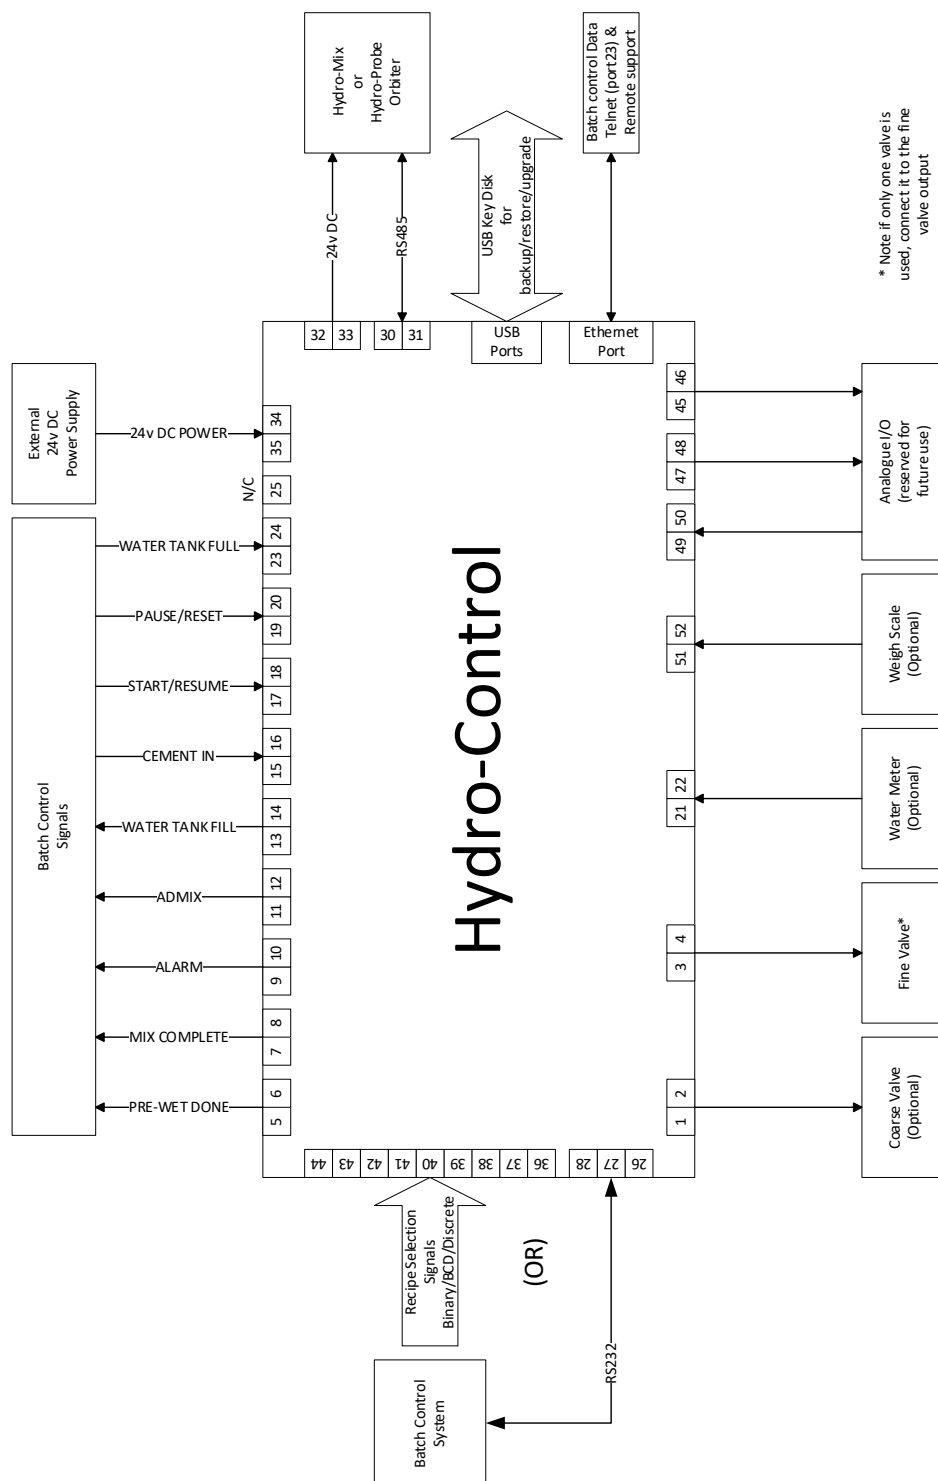 Hydro-Mix
or
Hydro-Probe
Orbiter
Batch control Data
Telnet (port23) &
Remote support
24v DC
RS485
USB Key Disk
for
backup/restore/upgrade
* Note if only one valve is
used, connect it to the fine
valve output
32
33
30
31
USB
Ports
Ethernet
Port
External
24v DC
Power Supply
24v DC POWER
34
35
N/C
25
Batch Control
Signals
WATER TANK FULL
24
23
PAUSE/RESET
20
19
START/RESUME
18
17
CEMENT IN
16
15
WATER TANK FILL
14
13
ADMIX
12
11
ALARM
10
9
MIX COMPLETE
8
7
PRE-WET DONE
6
5
Hydro-Control
46
45
48
47
50
49
Analogue I/O
(reserved for
future use)
52
51
Weigh Scale
(Optional)
22
21
Water Meter
(Optional)
4
3
Fine Valve*
2
1
Coarse Valve
(Optional)
44
43
42
41
40
39
38
37
36
28
27
26
Recipe Selection
Signals
Binary/BCD/Discrete
(OR)
RS232
Batch Control
System